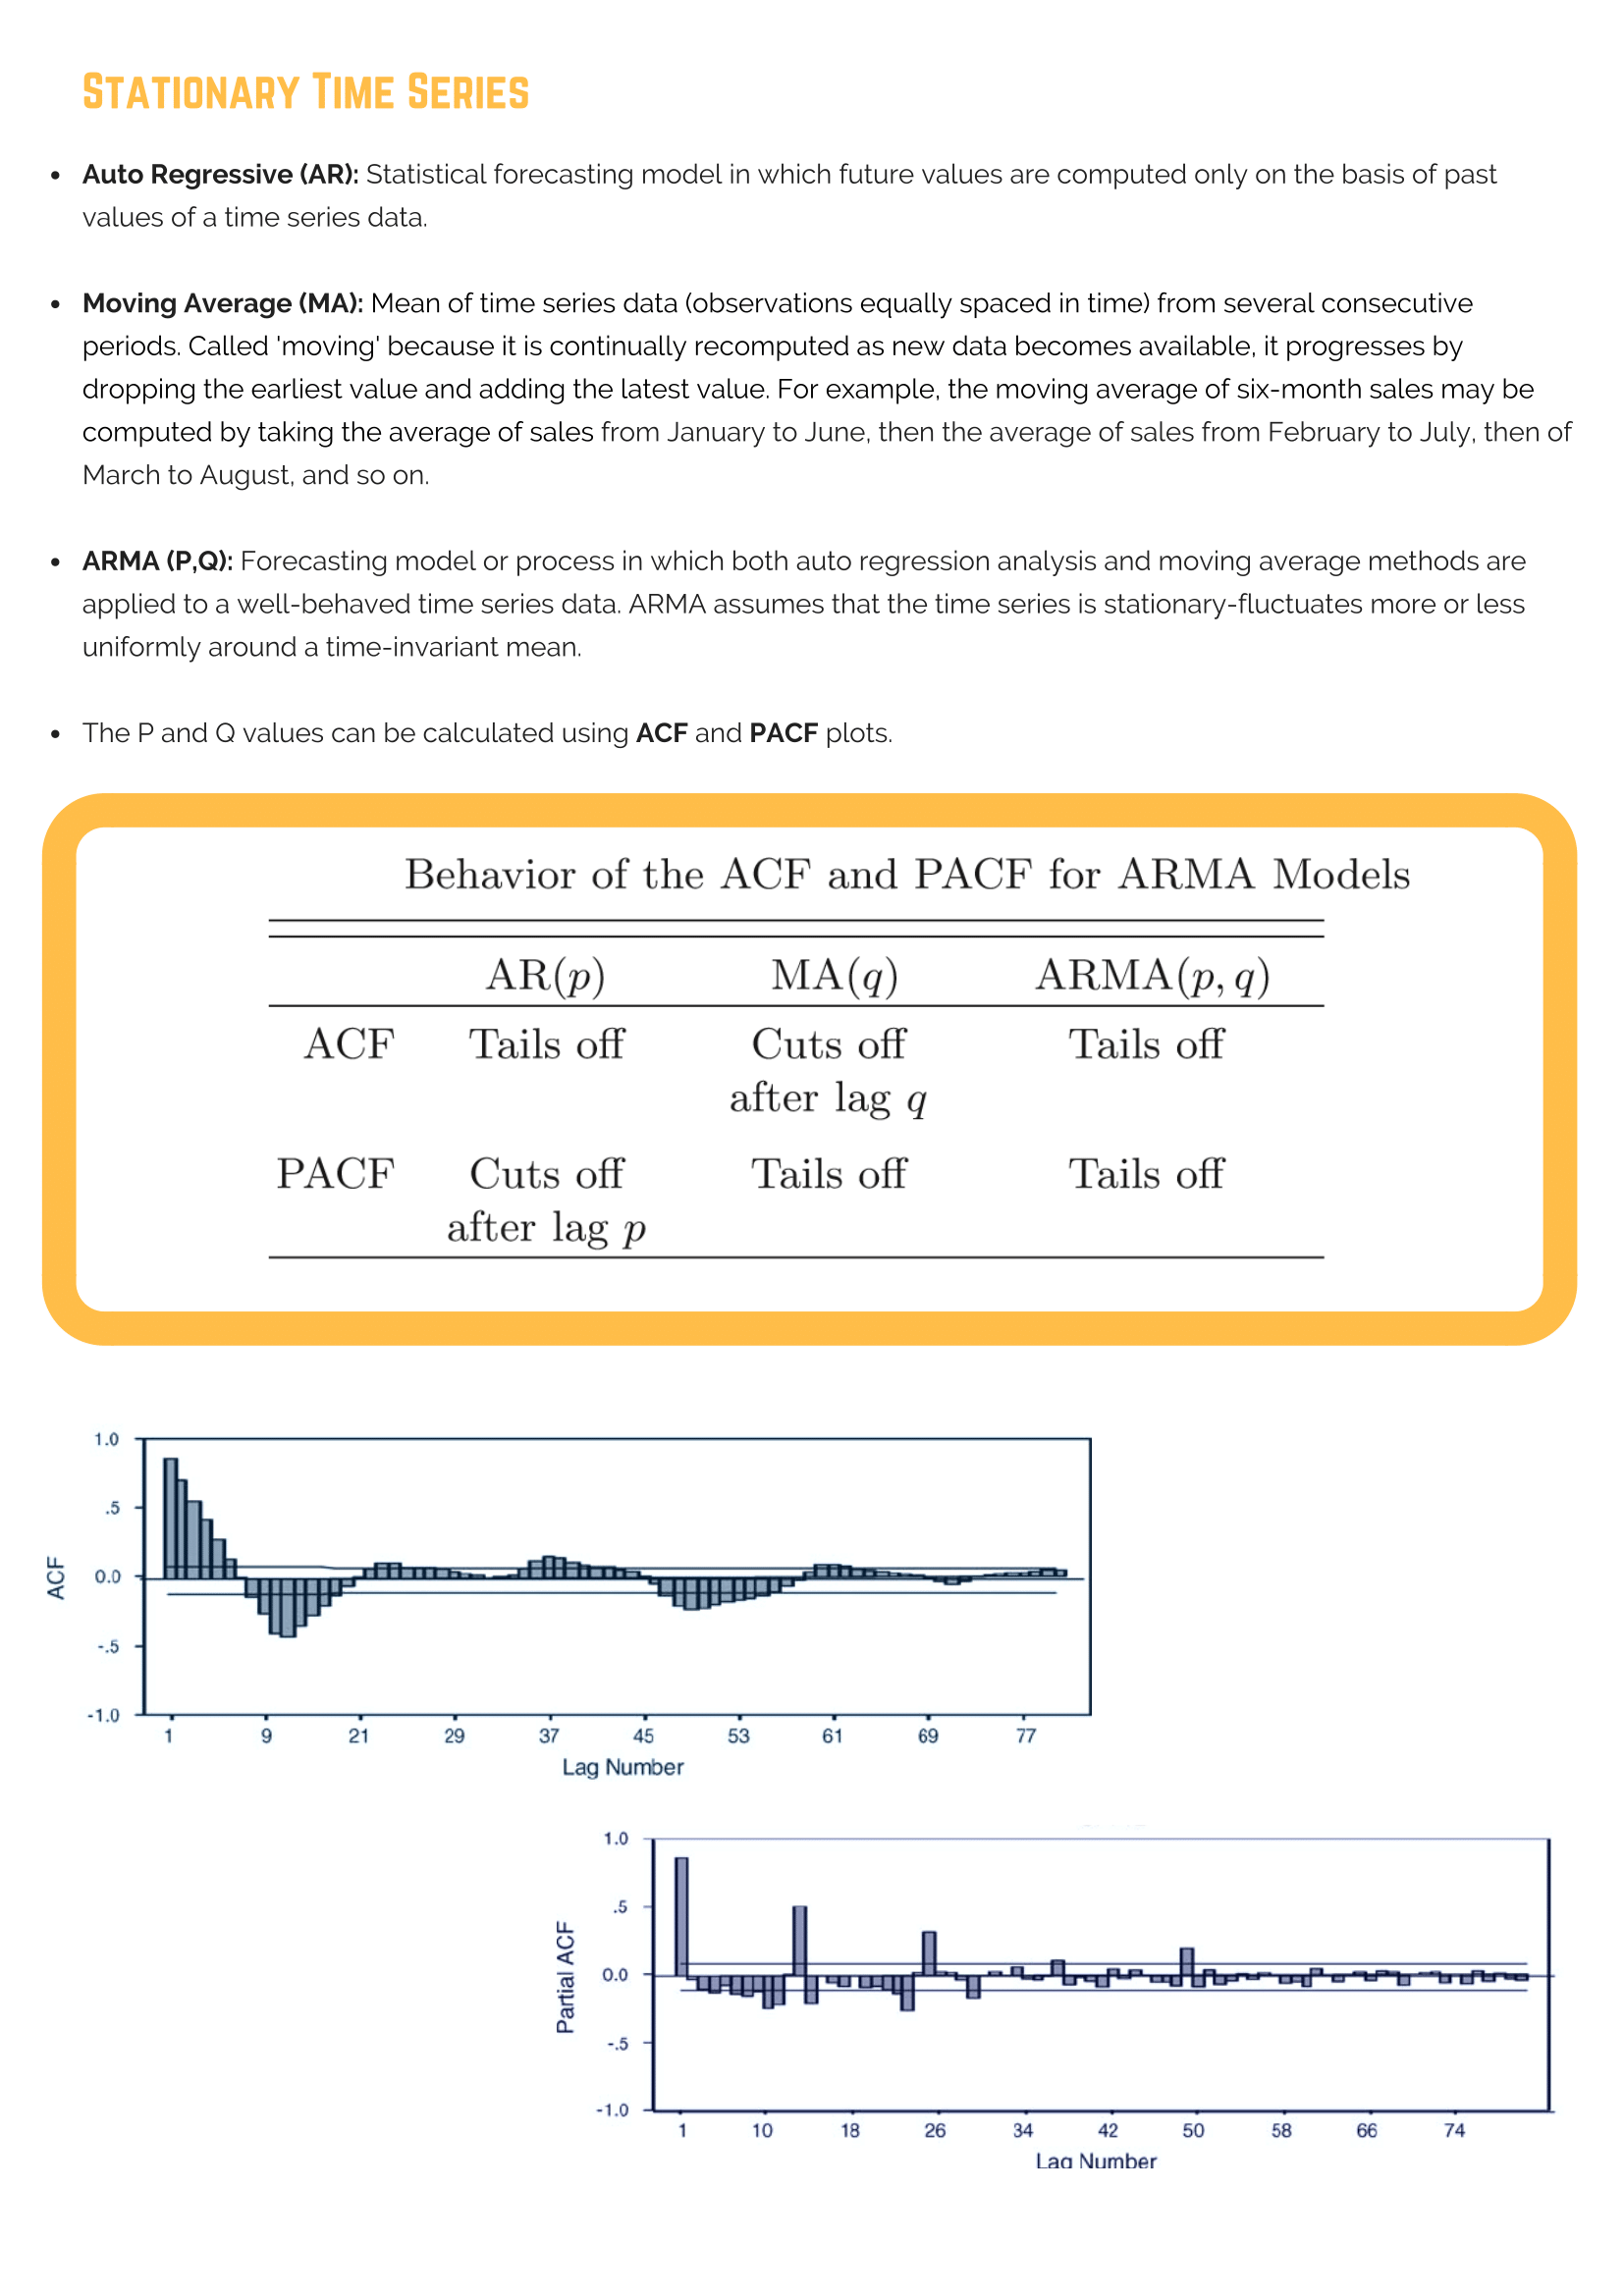 STATIONARY TIME SERIES
• Auto Regressive (AR): Statistical forecasting model in which future values are computed only on the basis of past
values of a time series data.
• Moving Average (MA): Mean of time series data (observations equally spaced in time) from several consecutive
periods. Called 'moving' because it is continually recomputed as new data becomes available, it progresses by
dropping the earliest value and adding the latest value. For example, the moving average of six-month sales may be
computed by taking the average of sales from January to June, then the average of sales from February to July, then of
March to August, and so on.
• ARMA (P,Q): Forecasting model or process in which both auto regression analysis and moving average methods are
applied to a well-behaved time series data. ARMA assumes that the time series is stationary-fluctuates more or less
uniformly around a time-invariant mean.
• The P and Q values can be calculated using ACF and PACF plots.
Behavior of the ACF and PACF for ARMA Models
AR(p) MA(q) ARMA(p, q)
ACF Tails off Cuts off Tails off
after lag q
PACF Cuts off Tails off Tails off
after lag p
1.0
.5
0.0
-.5
-1.0
ACF
1 9 21 29 37 45 53 61 69 77
Lag Number
1.0
.5
0.0
-.5
-1.0
Partial ACF
1 10 18 26 34 42 50 58 66 74
Lag Number